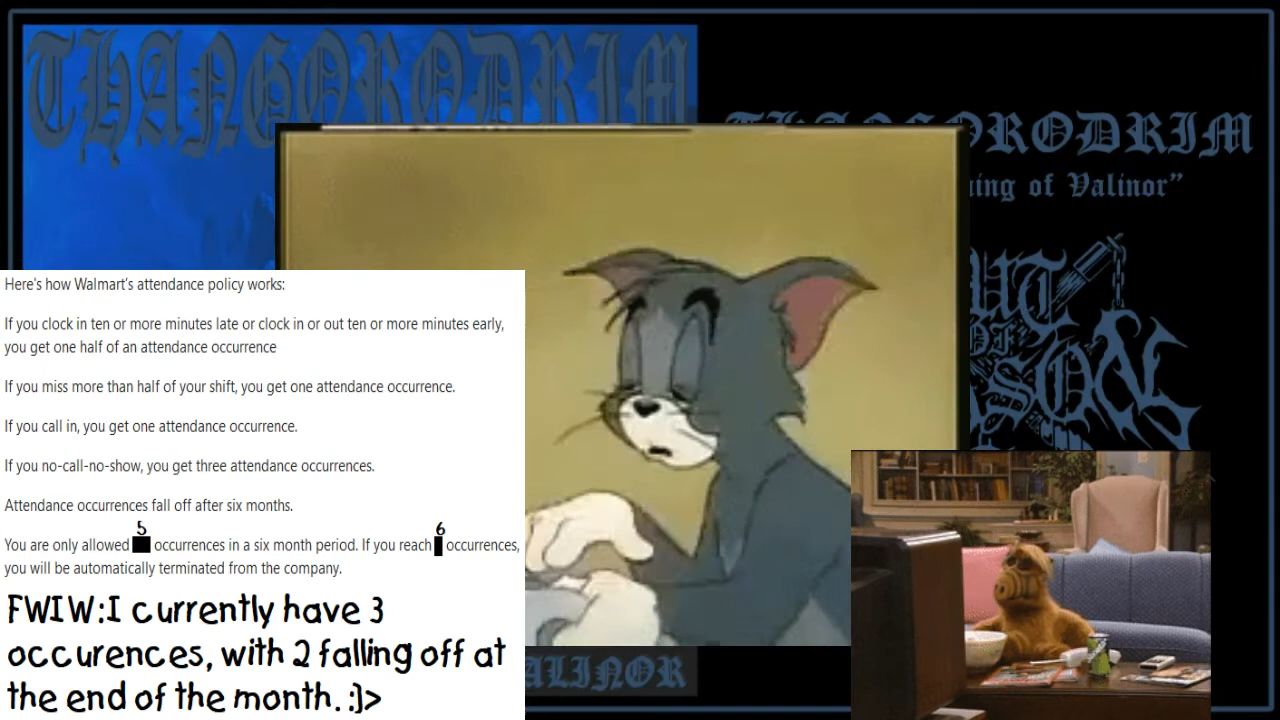 THANGORODRIM
THANGORODRIM
of Valinor”
OUT
OF
Here's how Walmart's attendance policy works:
If you clock in ten or more minutes late or clock in or out ten or more minutes early,
you get one half of an attendance occurrence
If you miss more than half of your shift, you get one attendance occurrence.
If you call in, you get one attendance occurrence.
If you no-call-no-show, you get three attendance occurrences.
Attendance occurrences fall off after six months.
5 6
You are only allowed occurrences in a six month period. If you reach occurrences,
you will be automatically terminated from the company.
FWIW:I currently have 3
occurences, with 2 falling off at
the end of the month. :]>
VALINOR